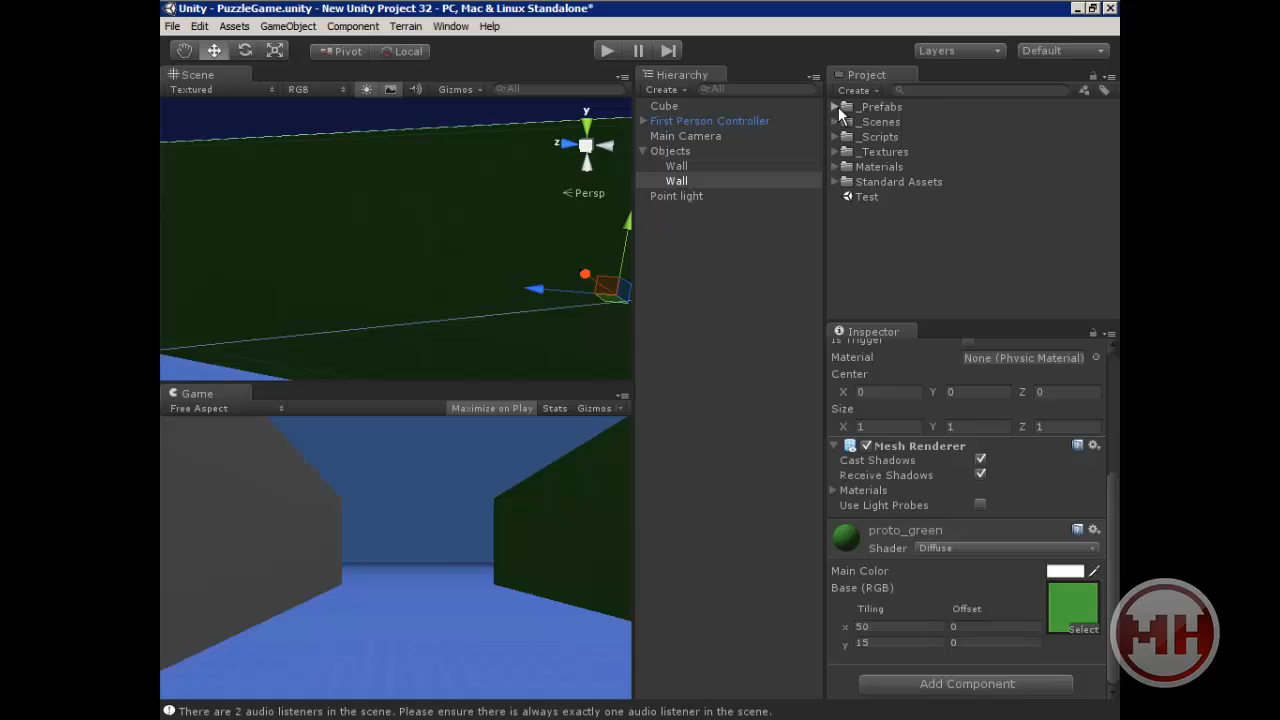 Unity - PuzzleGame.unity - New Unity Project 32 - PC, Mac & Linux Standalone*
File Edit Assets GameObject Component Terrain Window Help
Pivot Local Layers Default
Scene
Textured RGB Gizmos All
y
z
Persp
Game
Free Aspect Maximize on Play Stats Gizmos
Hierarchy
Create All
Cube
First Person Controller
Main Camera
Objects
Wall
Wall
Point light
Project
Create
_Prefabs
_Scenes
_Scripts
_Textures
Materials
Standard Assets
Test
Inspector
Is Trigger
Material None (Physic Material)
Center
X 0 Y 0 Z 0
Size
X 1 Y 1 Z 1
Mesh Renderer
Cast Shadows
Receive Shadows
Materials
Use Light Probes
proto_green
Shader Diffuse
Main Color
Base (RGB)
Tiling Offset
x 50 0
y 15 0
Select
Add Component
There are 2 audio listeners in the scene. Please ensure there is always exactly one audio listener in the scene.
MH